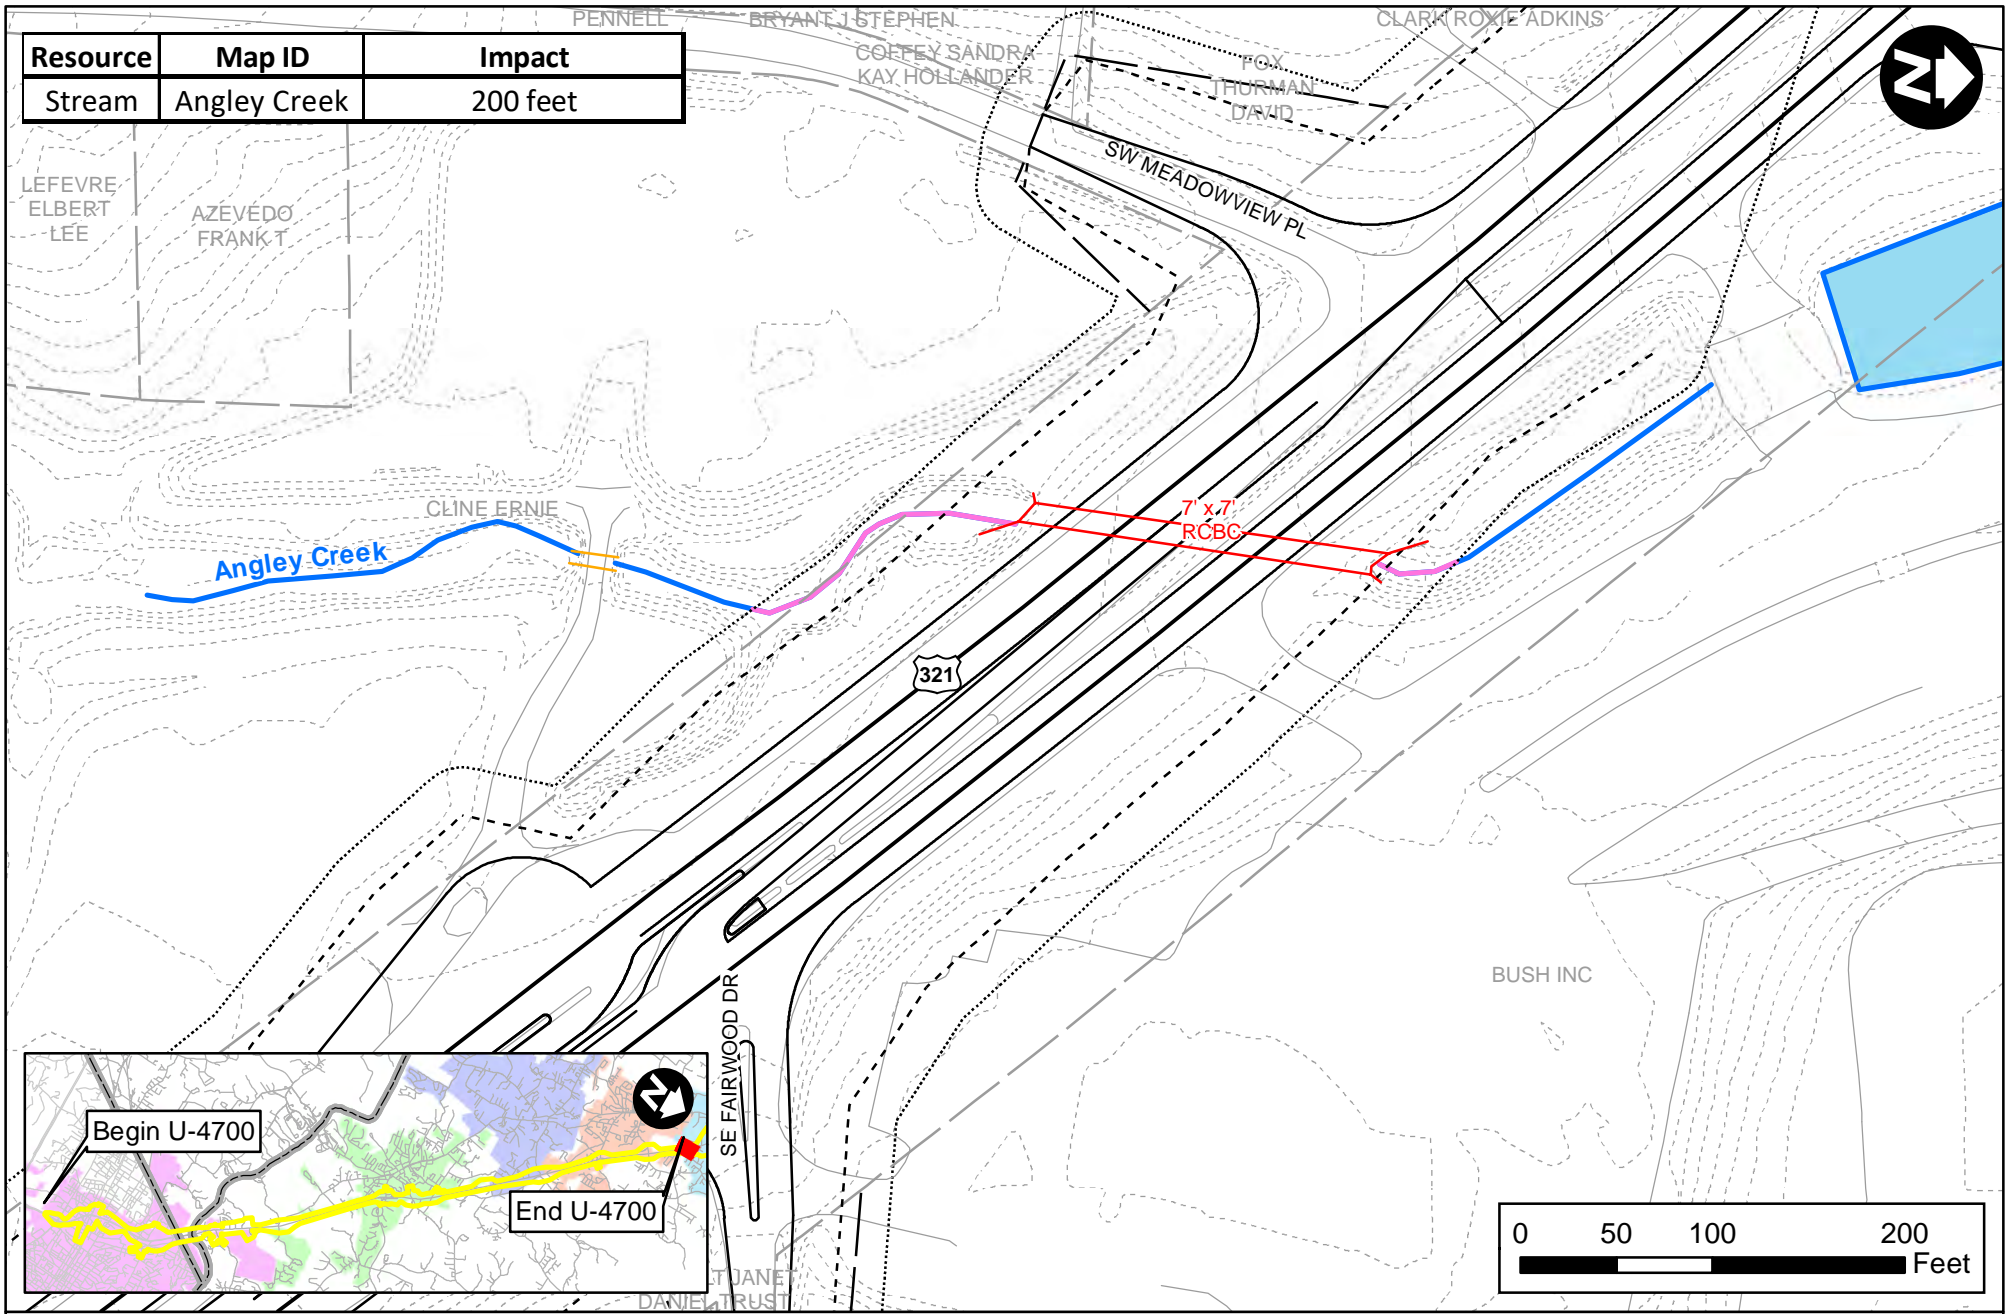 PENNELL
BRYANT J STEPHEN
CLARK ROXIE ADKINS
Resource Map ID Impact
Stream Angley Creek 200 feet
COFFEY SANDRA
KAY HOLLANDER
FOX
THURMAN
DAVID
N
SW MEADOWVIEW PL
LEFEVRE
ELBERT
LEE
AZEVEDO
FRANK T
CLINE ERNIE
Angley Creek
7' x 7'
RCBC
321
BUSH INC
SE FAIRWOOD DR
Begin U-4700
N
End U-4700
0 50 100 200
Feet
JANET
DANIEL TRUST